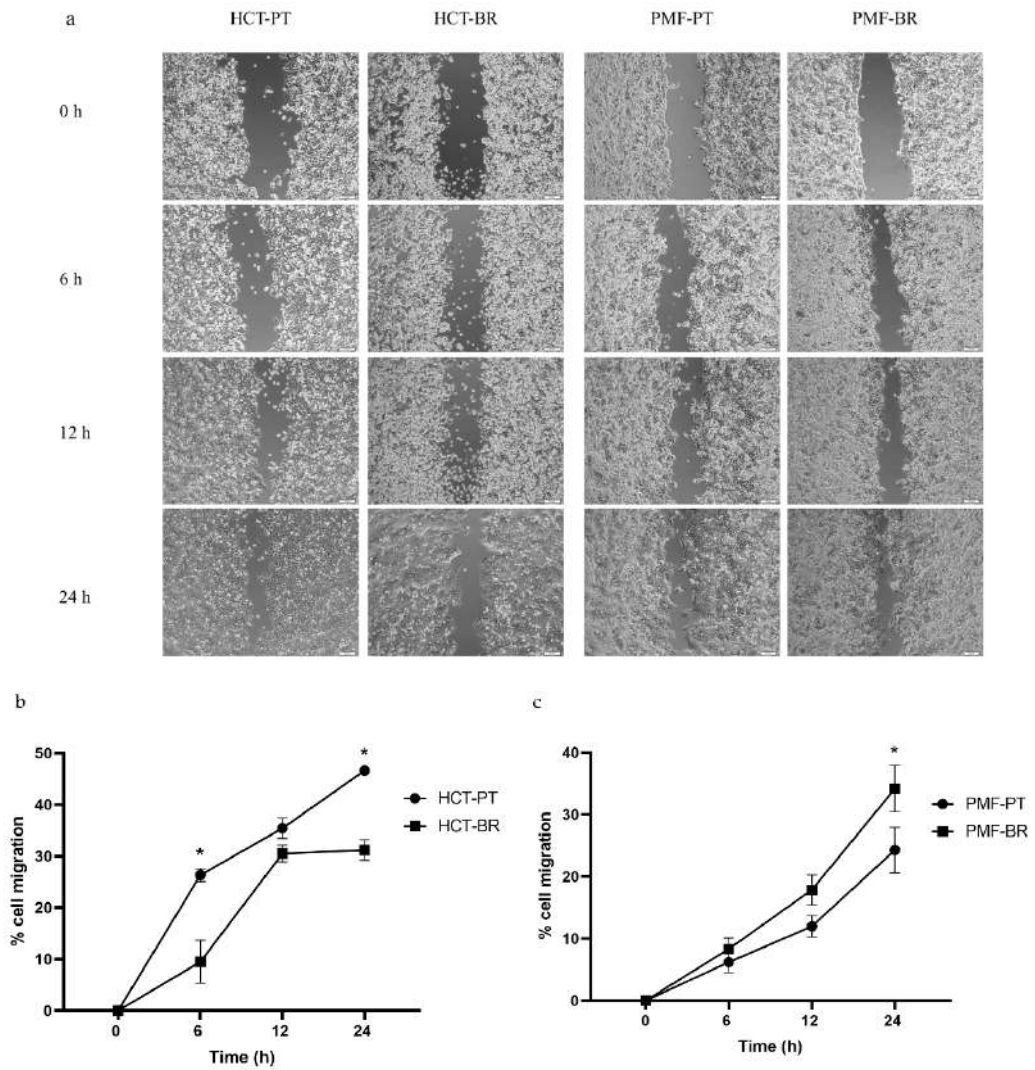 a
HCT-PT HCT-BR PMF-PT PMF-BR
0 h
6 h
12 h
24 h
b
50
40
30
20
10
0
% cell migration
*
*
0 6 12 24
Time (h)
HCT-PT
HCT-BR
c
40
30
20
10
0
% cell migration
*
0 6 12 24
Time (h)
PMF-PT
PMF-BR